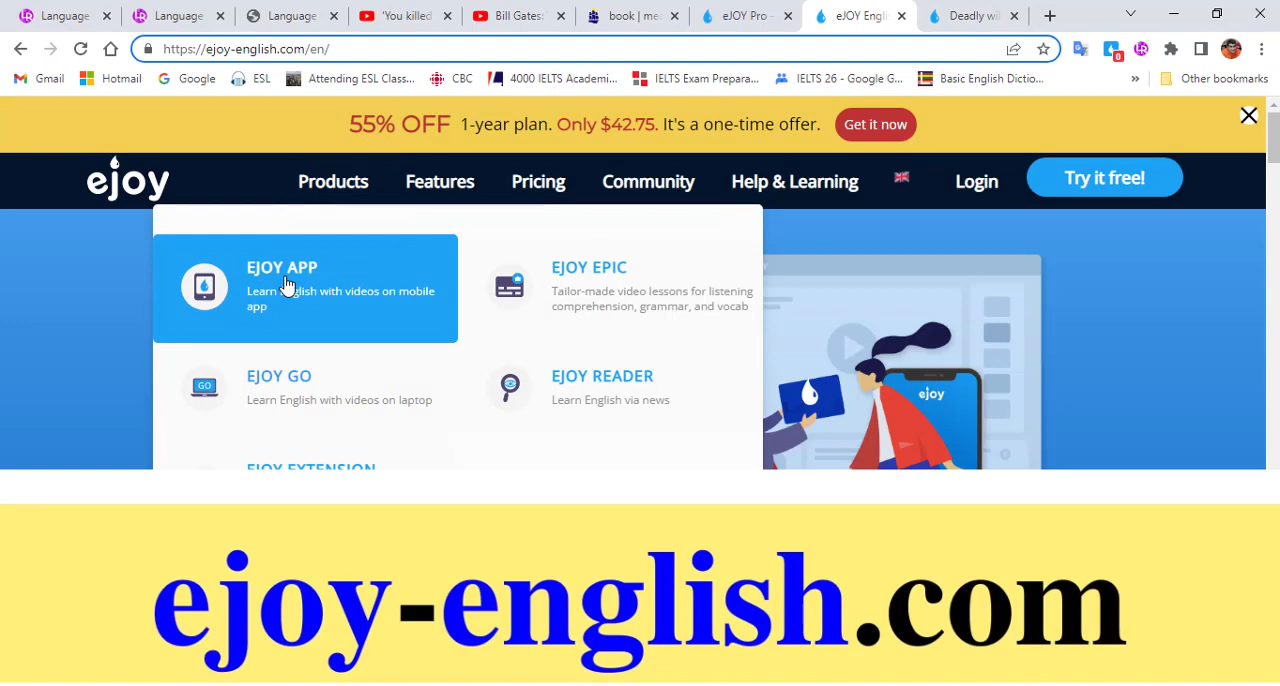 Language
Language
Language
'You killed
Bill Gates:
book | me
eJOY Pro -
eJOY Engli
Deadly wil
https://ejoy-english.com/en/
0
Gmail
Hotmail
Google
ESL
Attending ESL Class...
CBC
4000 IELTS Academi...
IELTS Exam Prepara...
IELTS 26 - Google G...
Basic English Dictio...
»
Other bookmarks
55% OFF 1-year plan. Only $42.75. It's a one-time offer. Get it now
ejoy
Products
Features
Pricing
Community
Help & Learning
Login
Try it free!
EJOY APP
Learn English with videos on mobile
app
EJOY EPIC
Tailor-made video lessons for listening
comprehension, grammar, and vocab
GO
EJOY GO
Learn English with videos on laptop
EJOY READER
Learn English via news
EJOY EXTENSION
ejoy
ejoy-english.com